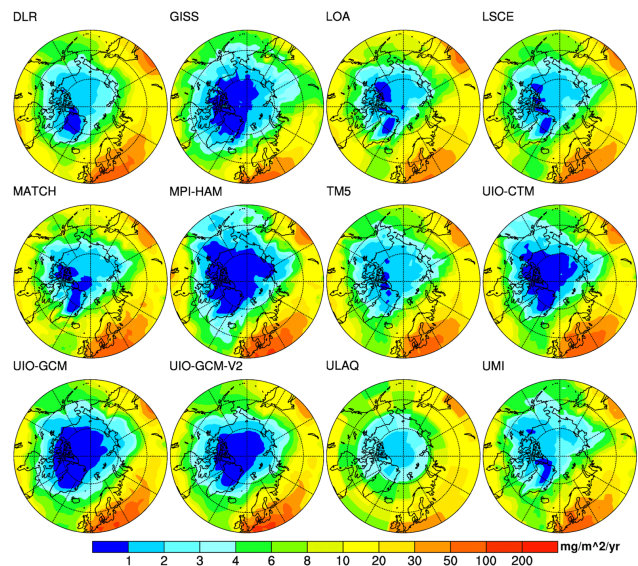 DLR GISS LOA LSCE
MATCH MPI-HAM TM5 UIO-CTM
UIO-GCM UIO-GCM-V2 ULAQ UMI
mg/m^2/yr
1 2 3 4 6 8 10 20 30 50 100 200